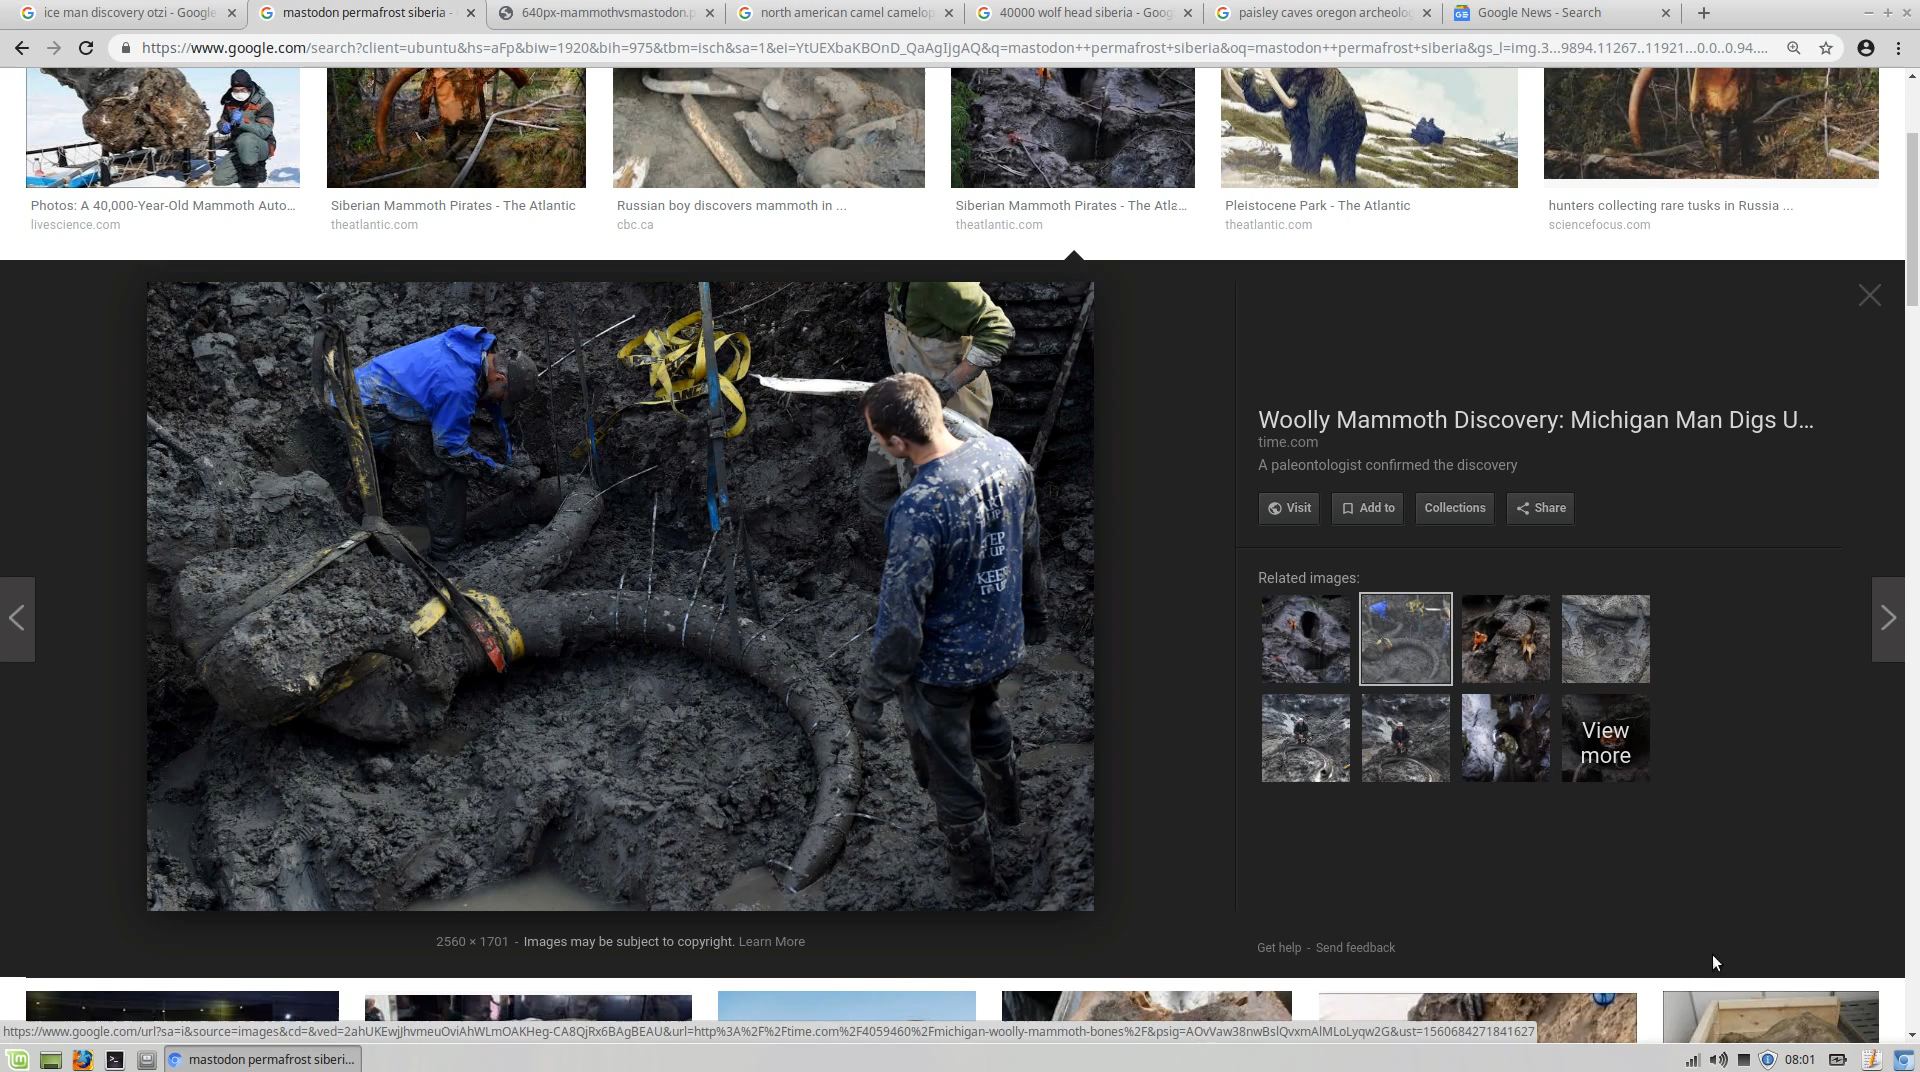 ice man discovery otzi - Google
mastodon permafrost siberia -
640px-mammothvsmastodon.p
north american camel camelop
40000 wolf head siberia - Goog
paisley caves oregon archeolog
Google News - Search
https://www.google.com/search?client=ubuntu&hs=aFp&biw=1920&bih=975&tbm=isch&sa=1&ei=YtUEXbaKBOnD_QaAgIjgAQ&q=mastodon++permafrost+siberia&oq=mastodon++permafrost+siberia&gs_l=img.3...9894.11267..11921...0.0..0.94....
Photos: A 40,000-Year-Old Mammoth Auto...
livescience.com
Siberian Mammoth Pirates - The Atlantic
theatlantic.com
Russian boy discovers mammoth in ...
cbc.ca
Siberian Mammoth Pirates - The Atla...
theatlantic.com
Pleistocene Park - The Atlantic
theatlantic.com
hunters collecting rare tusks in Russia ...
sciencefocus.com
KEEP
Woolly Mammoth Discovery: Michigan Man Digs U...
time.com
A paleontologist confirmed the discovery
Visit
Add to
Collections
Share
Related images:
View
more
2560 × 1701 - Images may be subject to copyright. Learn More
Get help - Send feedback
https://www.google.com/url?sa=i&source=images&cd=&ved=2ahUKEwjJhvmeuOviAhWLmOAKHeg-CA8QjRx6BAgBEAU&url=http%3A%2F%2Ftime.com%2F4059460%2Fmichigan-woolly-mammoth-bones%2F&psig=AOvVaw38nwBslQvxmAlMLoLyqw2G&ust=1560684271841627
mastodon permafrost siberi...
08:01